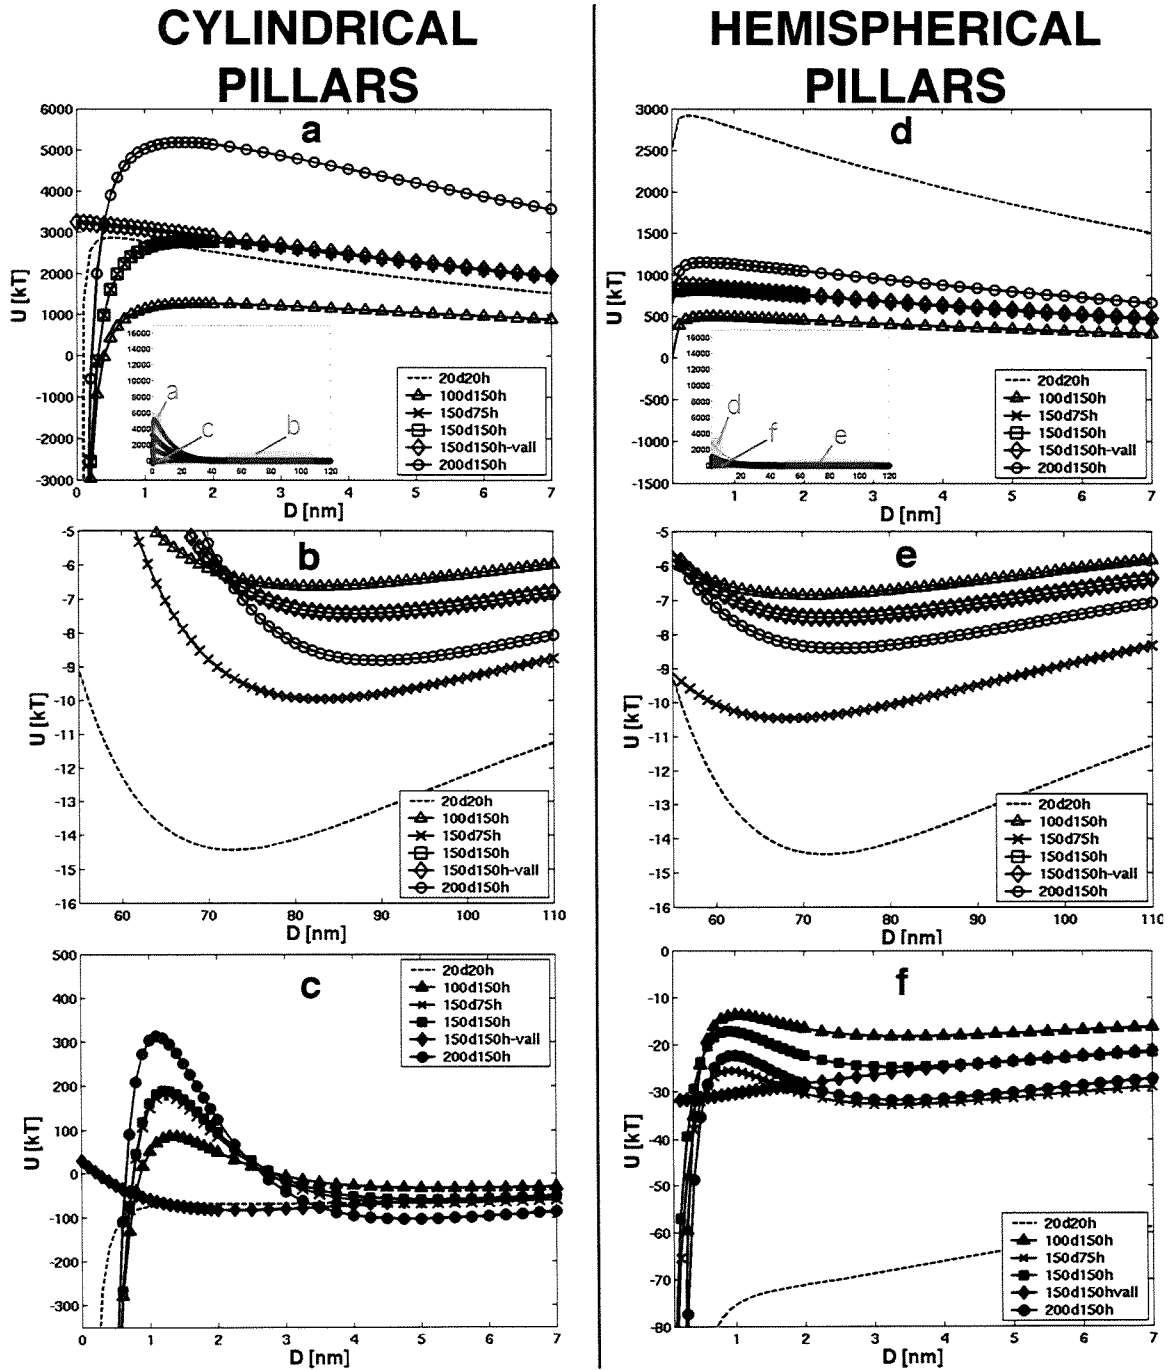 CYLINDRICAL
PILLARS
HEMISPHERICAL
PILLARS
a
U [kT]
6000
5000
4000
3000
2000
1000
0
-1000
-2000
-3000
0 1 2 3 4 5 6 7
D [nm]
16000
14000
12000
10000
8000
6000
4000
2000
0
0 20 40 60 80 100 120
a
c
b
20d20h
100d150h
150d75h
150d150h
150d150h-vall
200d150h
d
U [kT]
3000
2500
2000
1500
1000
500
0
-500
-1000
-1500
1 2 3 4 5 6 7
D [nm]
16000
14000
12000
10000
8000
6000
4000
2000
0
20 40 60 80 100 120
d
f
e
20d20h
100d150h
150d75h
150d150h
150d150h-vall
200d150h
b
U [kT]
-5
-6
-7
-8
-9
-10
-11
-12
-13
-14
-15
-16
60 70 80 90 100 110
D [nm]
20d20h
100d150h
150d75h
150d150h
150d150h-vall
200d150h
e
U [kT]
-5
-6
-7
-8
-9
-10
-11
-12
-13
-14
-15
-16
60 70 80 90 100 110
D [nm]
20d20h
100d150h
150d75h
150d150h
150d150h-vall
200d150h
c
U [kT]
500
400
300
200
100
0
-100
-200
-300
0 1 2 3 4 5 6 7
D [nm]
20d20h
100d150h
150d75h
150d150h
150d150h-vall
200d150h
f
U [kT]
0
-10
-20
-30
-40
-50
-60
-70
-80
1 2 3 4 5 6 7
D [nm]
20d20h
100d150h
150d75h
150d150h
150d150hvall
200d150h